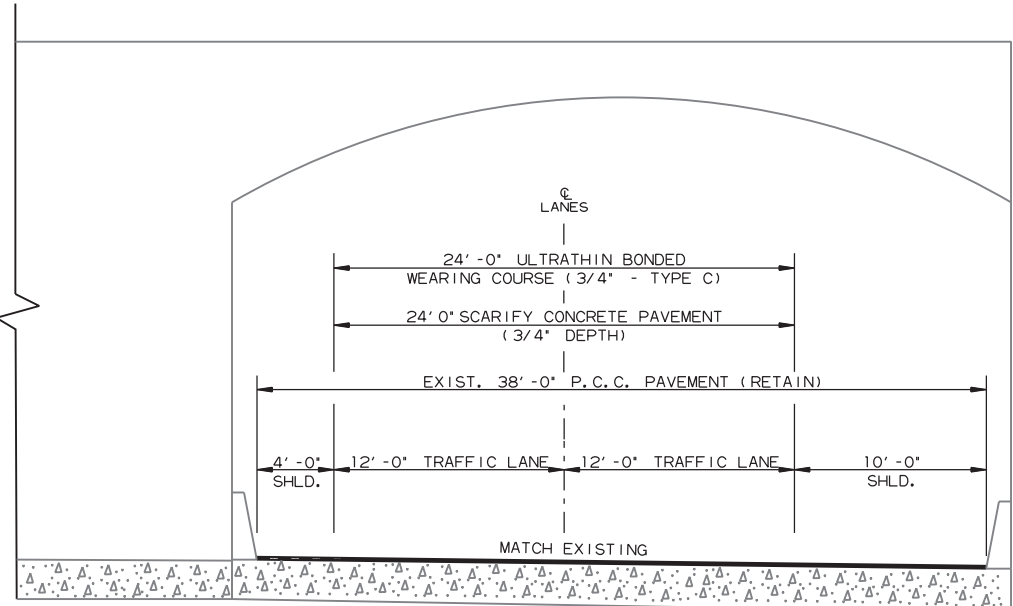 ℄
LANES
24'-0" ULTRATHIN BONDED
WEARING COURSE (3/4" - TYPE C)
24'0" SCARIFY CONCRETE PAVEMENT
(3/4" DEPTH)
EXIST. 38'-0" P.C.C. PAVEMENT (RETAIN)
4'-0" 12'-0" TRAFFIC LANE 12'-0" TRAFFIC LANE 10'-0"
SHLD. SHLD.
MATCH EXISTING